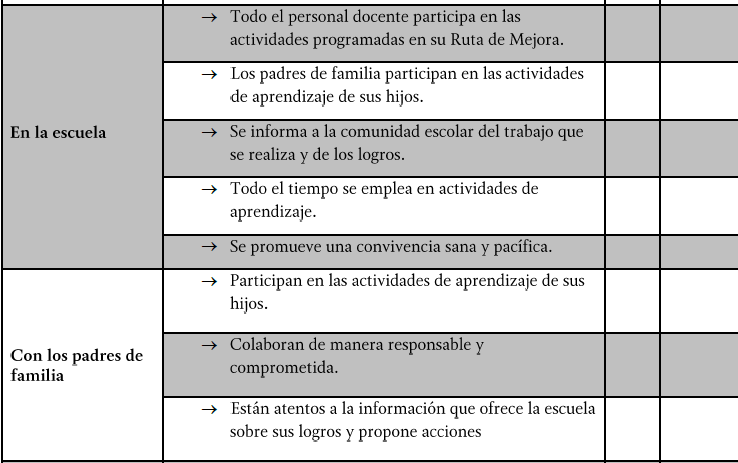 En la escuela
→ Todo el personal docente participa en las
actividades programadas en su Ruta de Mejora.
→ Los padres de familia participan en las actividades
de aprendizaje de sus hijos.
→ Se informa a la comunidad escolar del trabajo que
se realiza y de los logros.
→ Todo el tiempo se emplea en actividades de
aprendizaje.
→ Se promueve una convivencia sana y pacífica.
Con los padres de
familia
→ Participan en las actividades de aprendizaje de sus
hijos.
→ Colaboran de manera responsable y
comprometida.
→ Están atentos a la información que ofrece la escuela
sobre sus logros y propone acciones